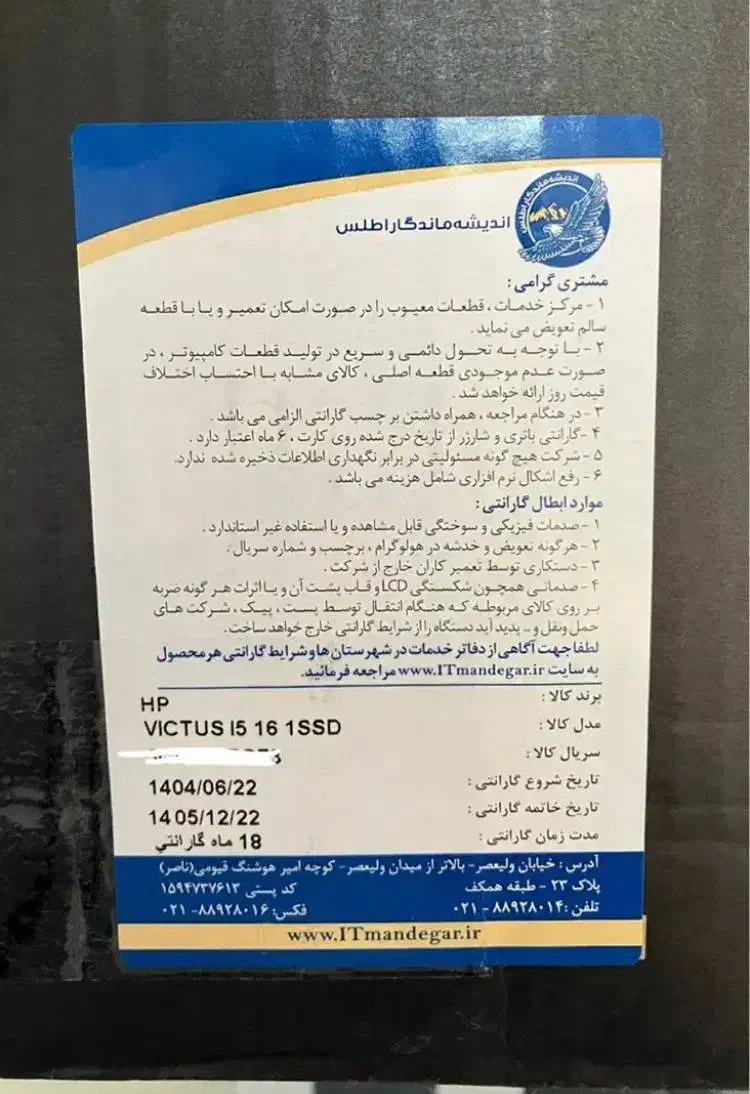 اندیشه ماندگار اطلس
اندیشه ماندگار اطلس
مشتری گرامی :
۱ - مرکز خدمات ، قطعات معیوب را در صورت امکان تعمیر و یا با قطعه
سالم تعویض می نماید .
۲ - با توجه به تحول دائمی و سریع در تولید قطعات کامپیوتر ، در
صورت عدم موجودی قطعه اصلی ، کالای مشابه با احتساب اختلاف
قیمت روز ارائه خواهد شد .
۳ - در هنگام مراجعه ، همراه داشتن بر چسب گارانتی الزامی می باشد .
۴ -گارانتی باتری و شارژر از تاریخ درج شده روی کارت ، ۶ ماه اعتبار دارد .
۵ - شرکت هیچ گونه مسئولیتی در برابر نگهداری اطلاعات ذخیره شده ندارد.
۶ - رفع اشکال نرم افزاری شامل هزینه می باشد .
موارد ابطال گارانتی :
۱ - صدمات فیزیکی و سوختگی قابل مشاهده و یا استفاده غیر استاندارد .
۲ - هرگونه تعویض و خدشه در هولوگرام ، برچسب و شماره سریال.
۳ - دستکاری توسط تعمیر کاران خارج از شرکت .
۴ - صدماتی همچون شکستگی LCD و قاب پشت آن و یا اثرات هر گونه ضربه
بر روی کالای مربوطه که هنگام انتقال توسط پست ، پیک ، شرکت های
حمل ونقل و .. پدید آید دستگاه را از شرایط گارانتی خارج خواهد ساخت.
لطفا جهت آگاهی از دفاتر خدمات در شهرستان ها و شرایط گارانتی هر محصول
به سایت www.ITmandegar.ir مراجعه فرمائید.
برند کالا : HP
مدل کالا : VICTUS I5 16 1SSD
سریال کالا :
تاریخ شروع گارانتی : 1404/06/22
تاریخ خاتمه گارانتی : 1405/12/22
مدت زمان گارانتی : 18 ماه گارانتي
آدرس : خیابان ولیعصر- بالاتر از میدان ولیعصر- کوچه امیر هوشنگ قیومی(ناصر)
پلاک ۲۳ - طبقه همکف کد پستی ۱۵۹۴۷۳۷۶۱۳
تلفن :۸۸۹۲۸۰۱۴ - ۰۲۱ فکس: ۸۸۹۲۸۰۱۶- ۰۲۱
www.ITmandegar.ir